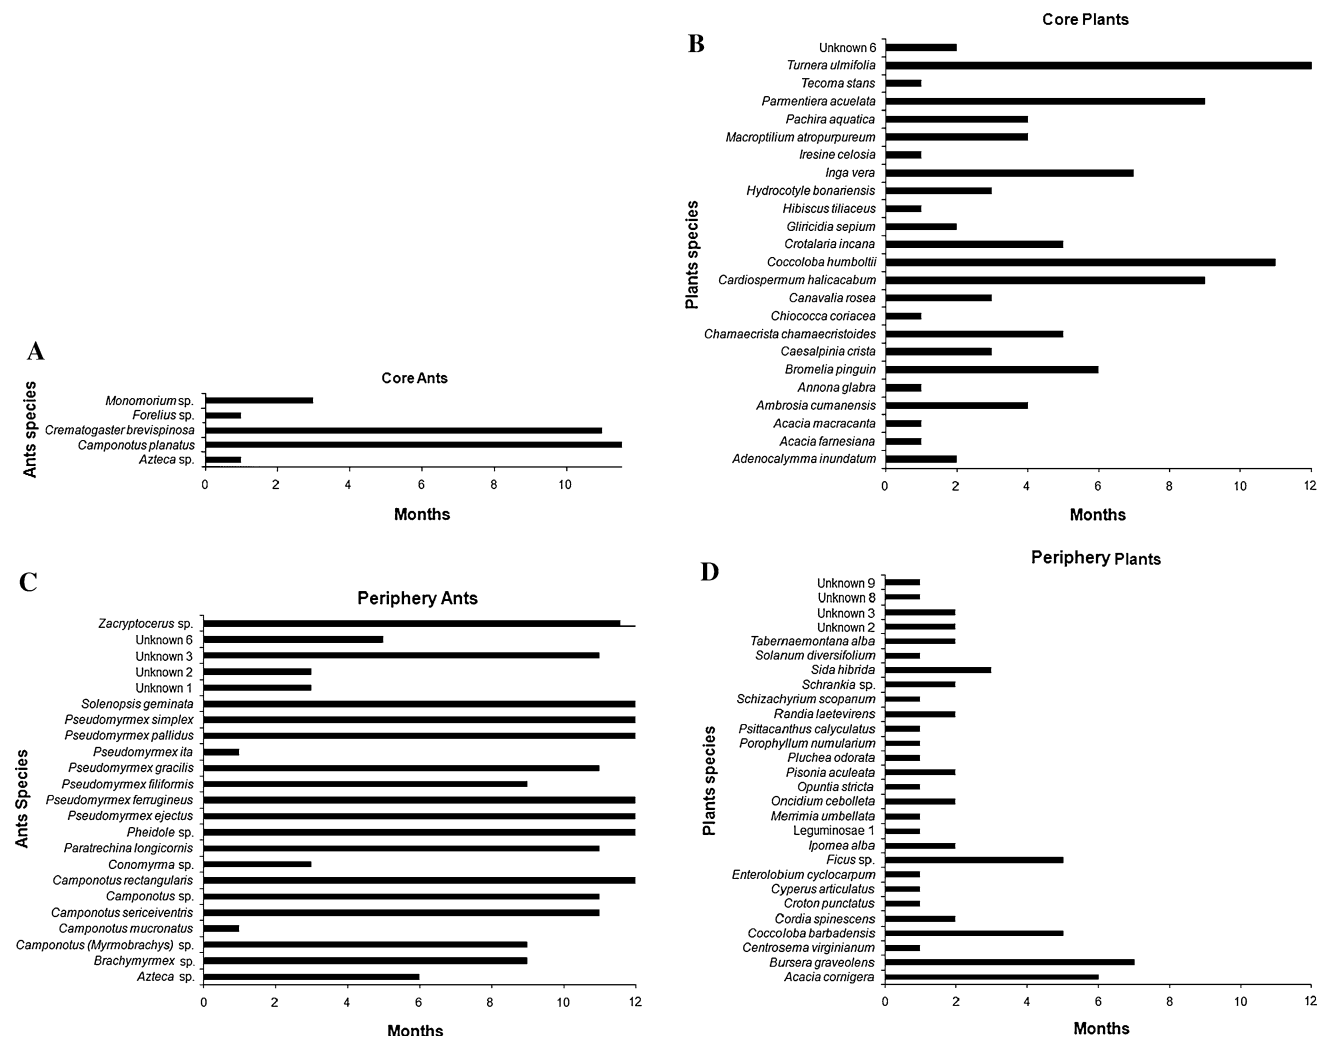 A
Core Ants
Ants species
Monomorium sp.
Forelius sp.
Crematogaster brevispinosa
Camponotus planatus
Azteca sp.
0 2 4 6 8 10
Months
B
Core Plants
Plants species
Unknown 6
Turnera ulmifolia
Tecoma stans
Parmentiera acuelata
Pachira aquatica
Macroptilium atropurpureum
Iresine celosia
Inga vera
Hydrocotyle bonariensis
Hibiscus tiliaceus
Gliricidia sepium
Crotalaria incana
Coccoloba humboltii
Cardiospermum halicacabum
Canavalia rosea
Chiococca coriacea
Chamaecrista chamaecristoides
Caesalpinia crista
Bromelia pinguin
Annona glabra
Ambrosia cumanensis
Acacia macracanta
Acacia farnesiana
Adenocalymma inundatum
0 2 4 6 8 10 12
Months
C
Periphery Ants
Ants Species
Zacryptocerus sp.
Unknown 6
Unknown 3
Unknown 2
Unknown 1
Solenopsis geminata
Pseudomyrmex simplex
Pseudomyrmex pallidus
Pseudomyrmex ita
Pseudomyrmex gracilis
Pseudomyrmex filiformis
Pseudomyrmex ferrugineus
Pseudomyrmex ejectus
Pheidole sp.
Paratrechina longicornis
Conomyrma sp.
Camponotus rectangularis
Camponotus sp.
Camponotus sericeiventris
Camponotus mucronatus
Camponotus (Myrmobrachys) sp.
Brachymyrmex sp.
Azteca sp.
0 2 4 6 8 10 12
Months
D
Periphery Plants
Plants species
Unknown 9
Unknown 8
Unknown 3
Unknown 2
Tabernaemontana alba
Solanum diversifolium
Sida hibrida
Schrankia sp.
Schizachyrium scoparum
Randia laetevirens
Psittacanthus calyculatus
Porophyllum numularium
Pluchea odorata
Pisonia aculeata
Opuntia stricta
Oncidium cebolleta
Merrimia umbellata
Leguminosae 1
Ipomea alba
Ficus sp.
Enterolobium cyclocarpum
Cyperus articulatus
Croton punctatus
Cordia spinescens
Coccoloba barbadensis
Centrosema virginianum
Bursera graveolens
Acacia cornigera
0 2 4 6 8 10 12
Months